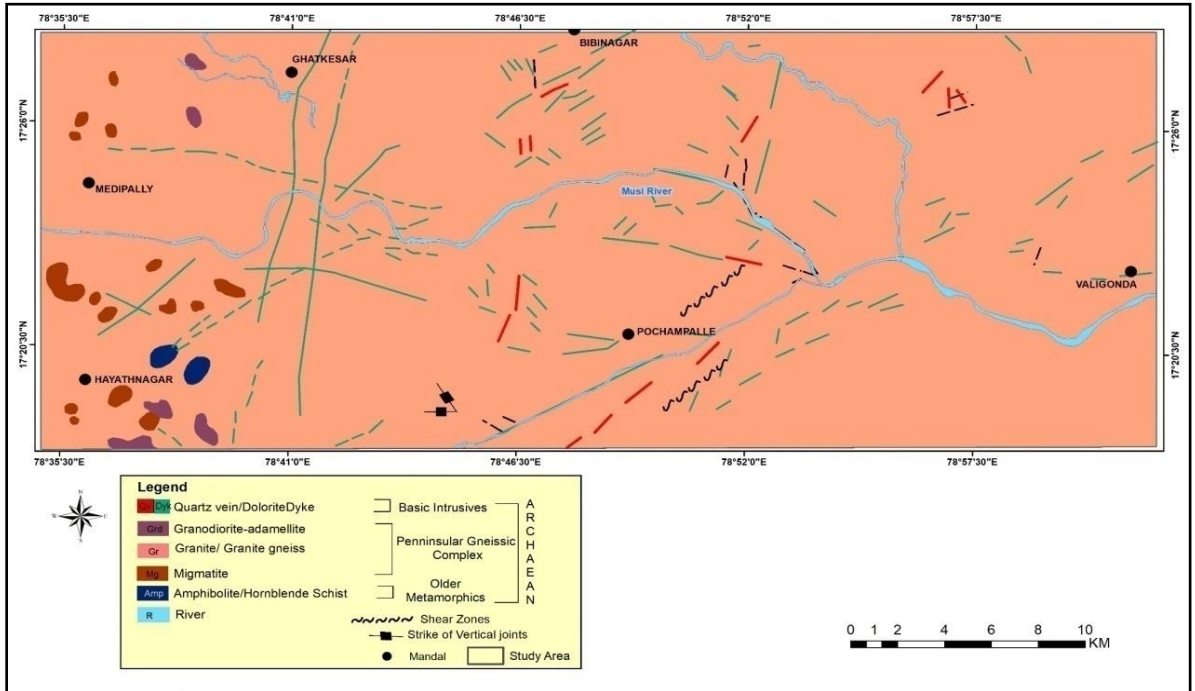 78°35'30"E 78°41'0"E 78°46'30"E 78°52'0"E 78°57'30"E
BIBINAGAR
GHATKESAR
17°26'0"N 17°26'0"N
MEDIPALLY
Musi River
VALIGONDA
POCHAMPALLE
17°20'30"N 17°20'30"N
HAYATHNAGAR
78°35'30"E 78°41'0"E 78°46'30"E 78°52'0"E 78°57'30"E
Legend
Qv Dyk Quartz vein/DoloriteDyke Basic Intrusives
Grd Granodiorite-adamellite
Gr Granite/ Granite gneiss
Penninsular Gneissic
Complex
Mg Migmatite
Amp Amphibolite/Hornblende Schist
Older
Metamorphics
ARCHAEAN
R River
Shear Zones
Strike of Vertical joints
Mandal Study Area
N
W E
S
0 1 2 4 6 8 10
KM